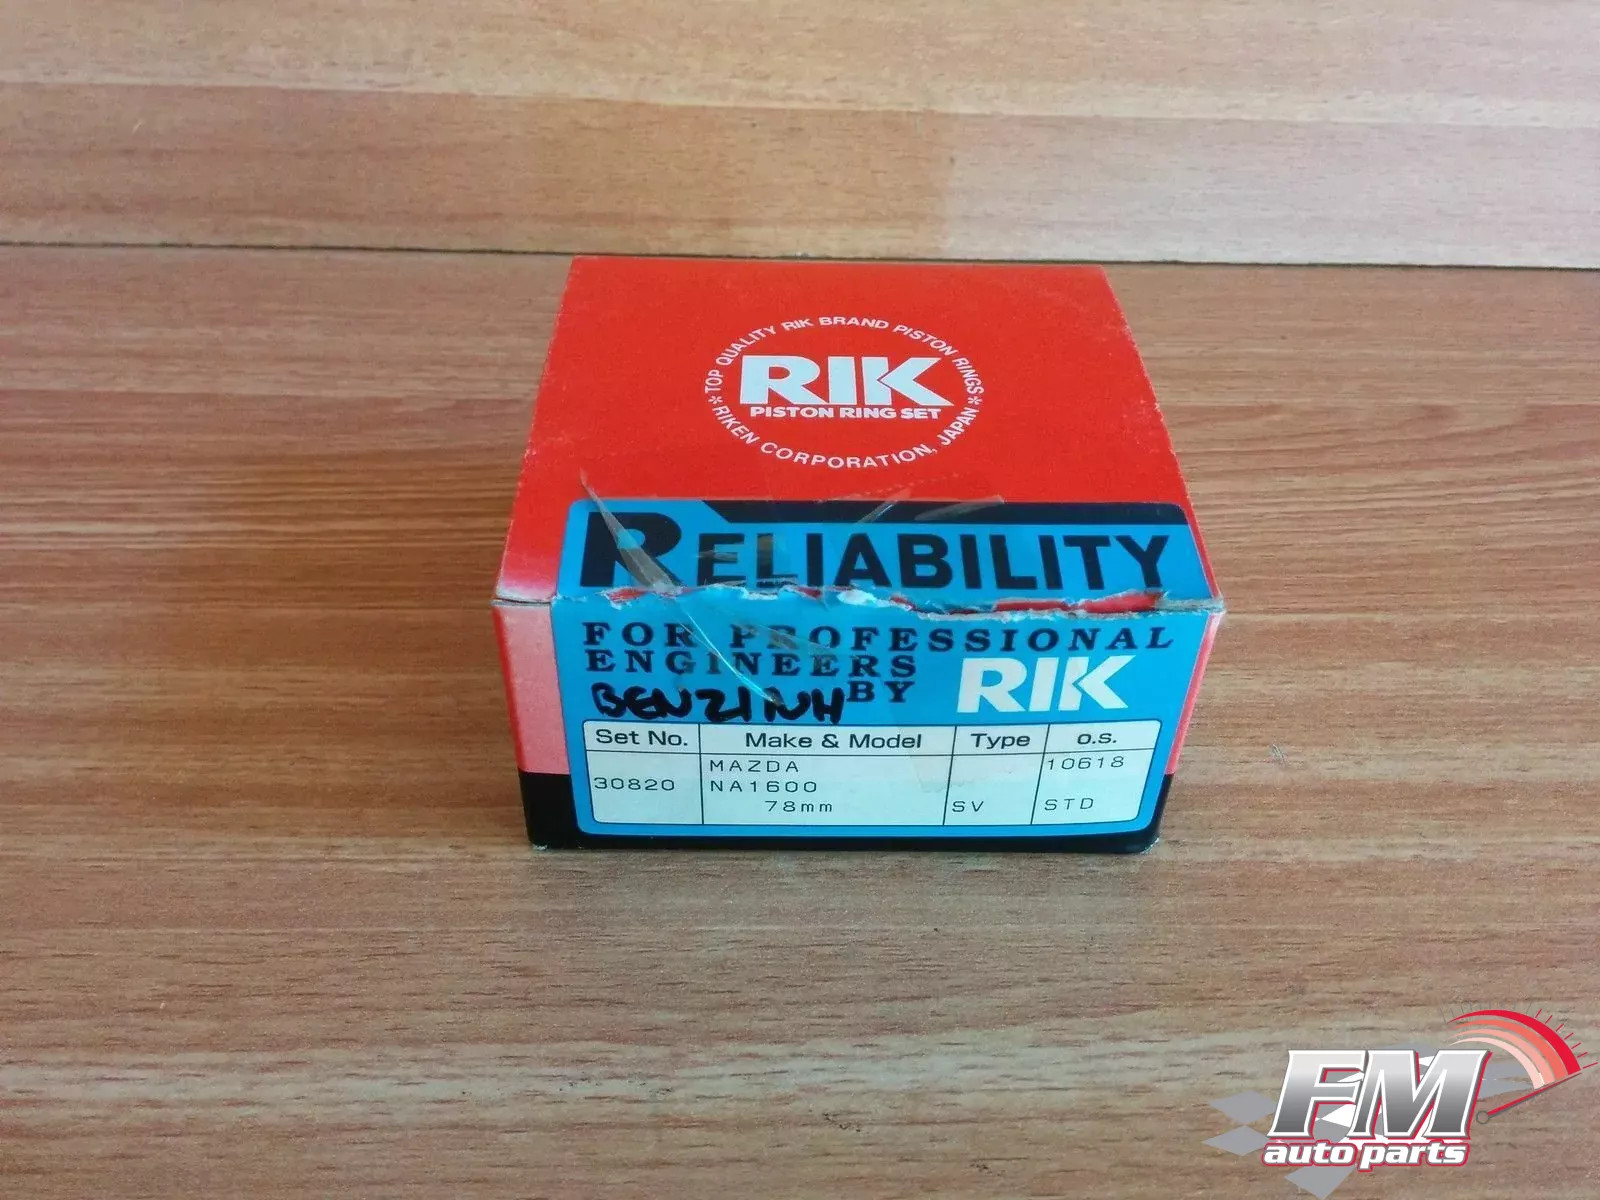 *TOP QUALITY RIK BRAND PISTON RINGS*
RIK
PISTON RING SET
RIKEN CORPORATION, JAPAN
RELIABILITY
FOR PROFESSIONAL
ENGINEERS
BY RIK
BENZINH
Set No. Make & Model Type o.s.
MAZDA 10618
30820 NA1600
78mm SV STD
FM
auto parts